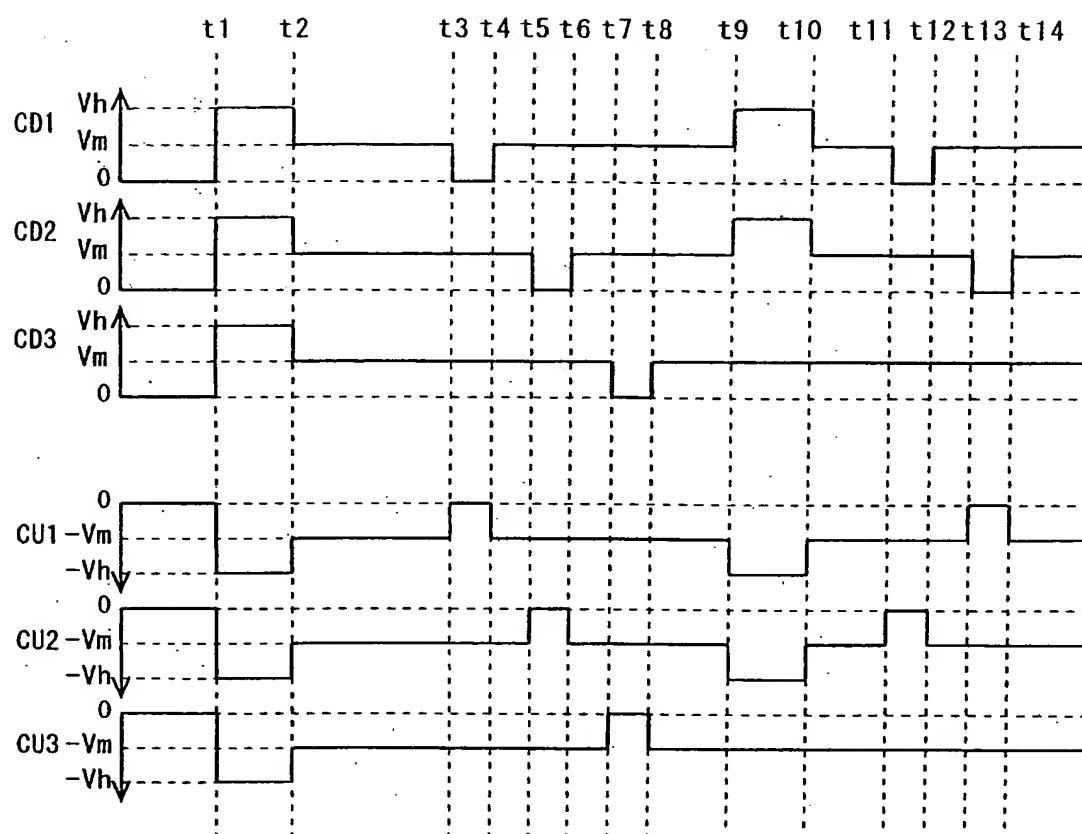 t1 t2 t3 t4 t5 t6 t7 t8 t9 t10 t11 t12 t13 t14
Vh
CD1
Vm
0
Vh
CD2
Vm
0
Vh
CD3
Vm
0
0
CU1 -Vm
-Vh
0
CU2 -Vm
-Vh
0
CU3 -Vm
-Vh